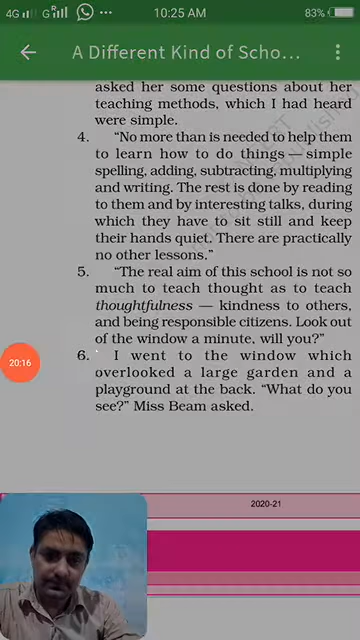 4G 10:25 AM 83%
A Different Kind of Scho...
asked her some questions about her
teaching methods, which I had heard
were simple.
4. “No more than is needed to help them
to learn how to do things — simple
spelling, adding, subtracting, multiplying
and writing. The rest is done by reading
to them and by interesting talks, during
which they have to sit still and keep
their hands quiet. There are practically
no other lessons.”
5. “The real aim of this school is not so
much to teach thought as to teach
thoughtfulness — kindness to others,
and being responsible citizens. Look out
of the window a minute, will you?”
20:16
6. I went to the window which
overlooked a large garden and a
playground at the back. “What do you
see?” Miss Beam asked.
2020-21